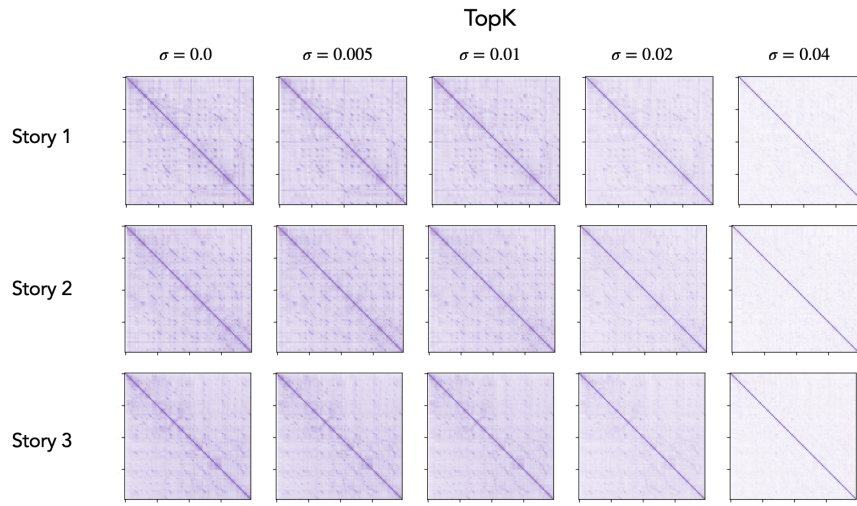 TopK
σ = 0.0 σ = 0.005 σ = 0.01 σ = 0.02 σ = 0.04
Story 1
Story 2
Story 3